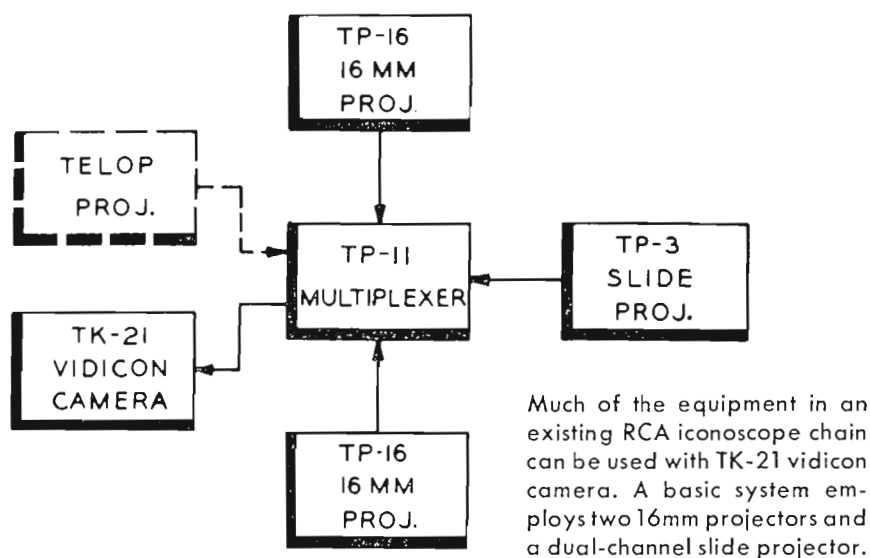 TP-16
16 MM
PROJ.
TELOP
PROJ.
TP-11
MULTIPLEXER
TP-3
SLIDE
PROJ.
TK-21
VIDICON
CAMERA
TP-16
16 MM
PROJ.
Much of the equipment in an
existing RCA iconoscope chain
can be used with TK-21 vidicon
camera. A basic system em-
ploys two 16mm projectors and
a dual-channel slide projector.